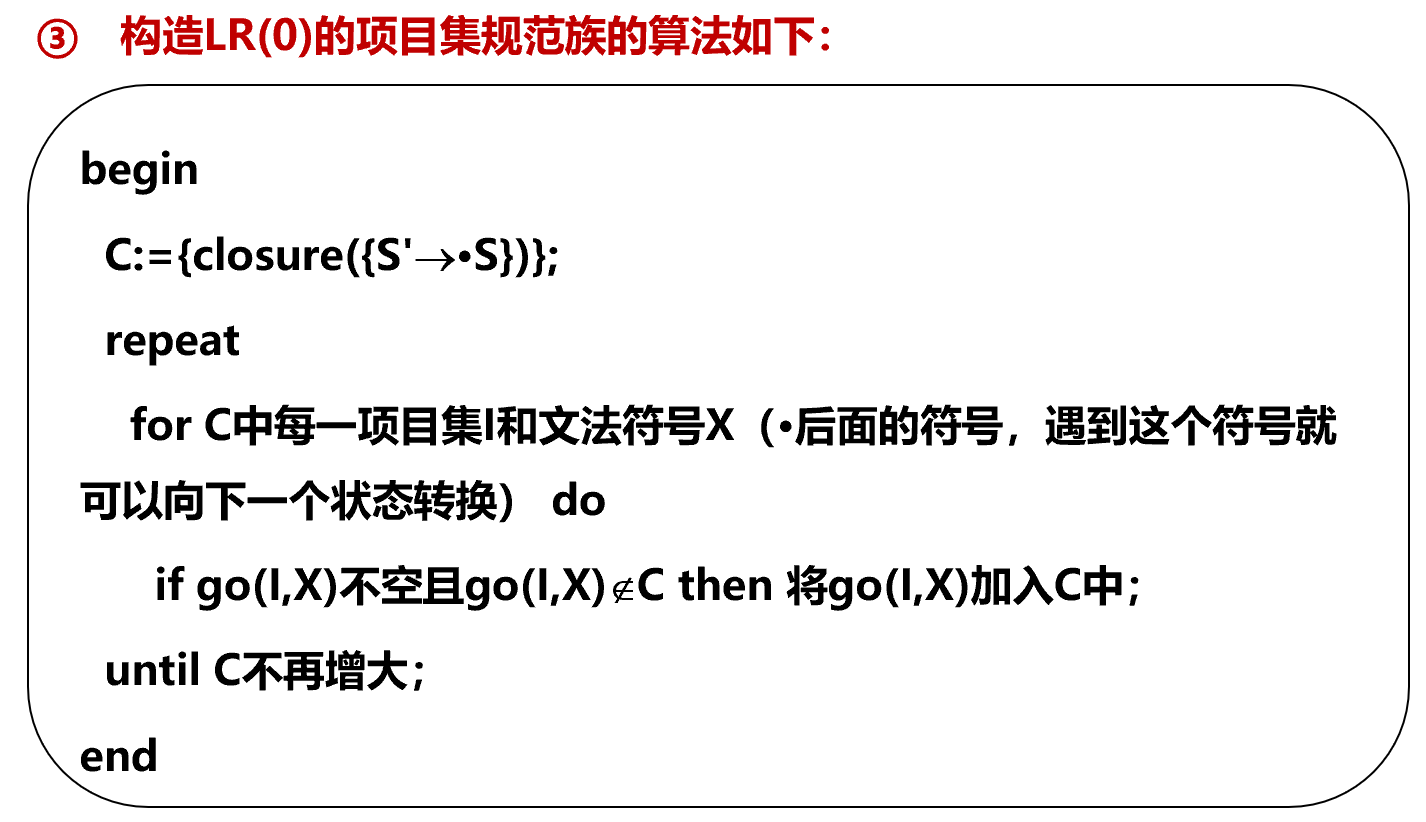 ③ 构造LR(0)的项目集规范族的算法如下：
begin
C:={closure({S'→•S})};
repeat
for C中每一项目集I和文法符号X（•后面的符号，遇到这个符号就
可以向下一个状态转换） do
if go(I,X)不空且go(I,X)∉C then 将go(I,X)加入C中；
until C不再增大；
end